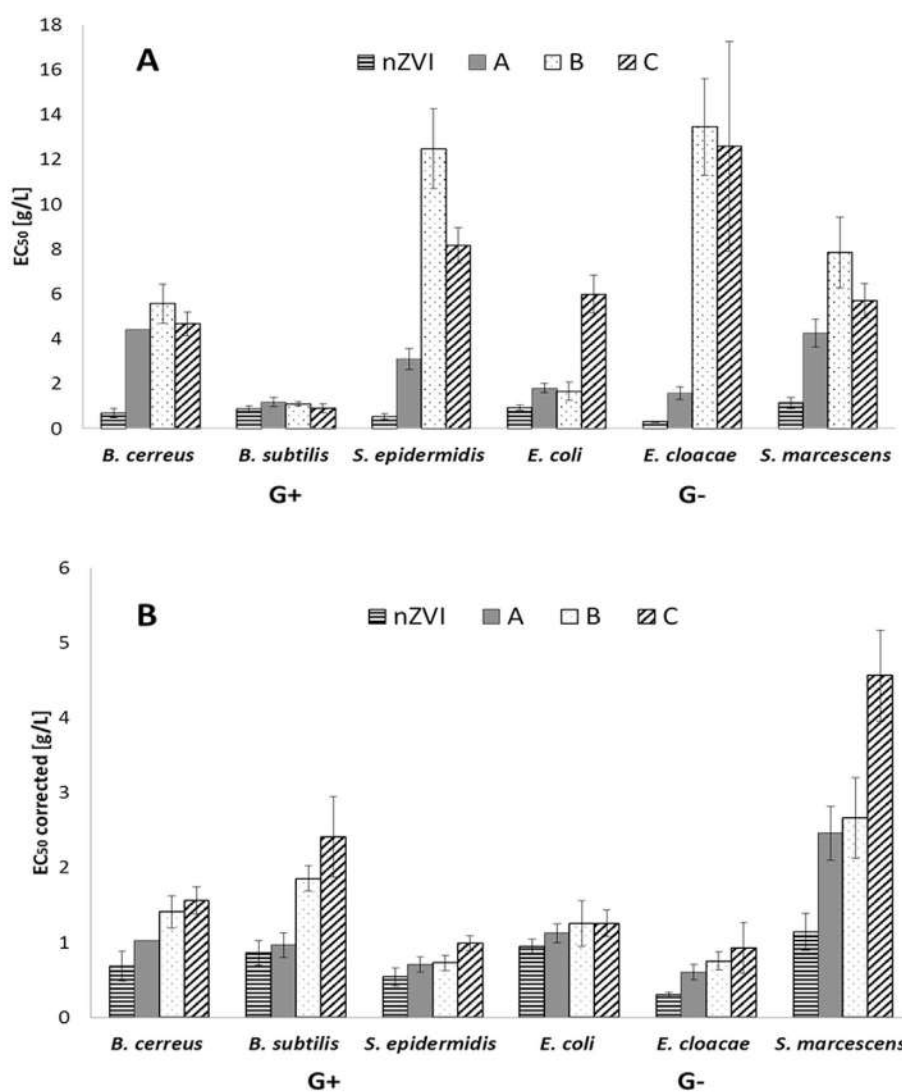 18
A
nZVI A B C
16
14
12
10
8
6
4
2
0
EC50 [g/L]
B. cerreus B. subtilis S. epidermidis E. coli E. cloacae S. marcescens
G+ G-
6
B
nZVI A B C
5
4
3
2
1
0
EC50 corrected [g/L]
B. cerreus B. subtilis S. epidermidis E. coli E. cloacae S. marcescens
G+ G-